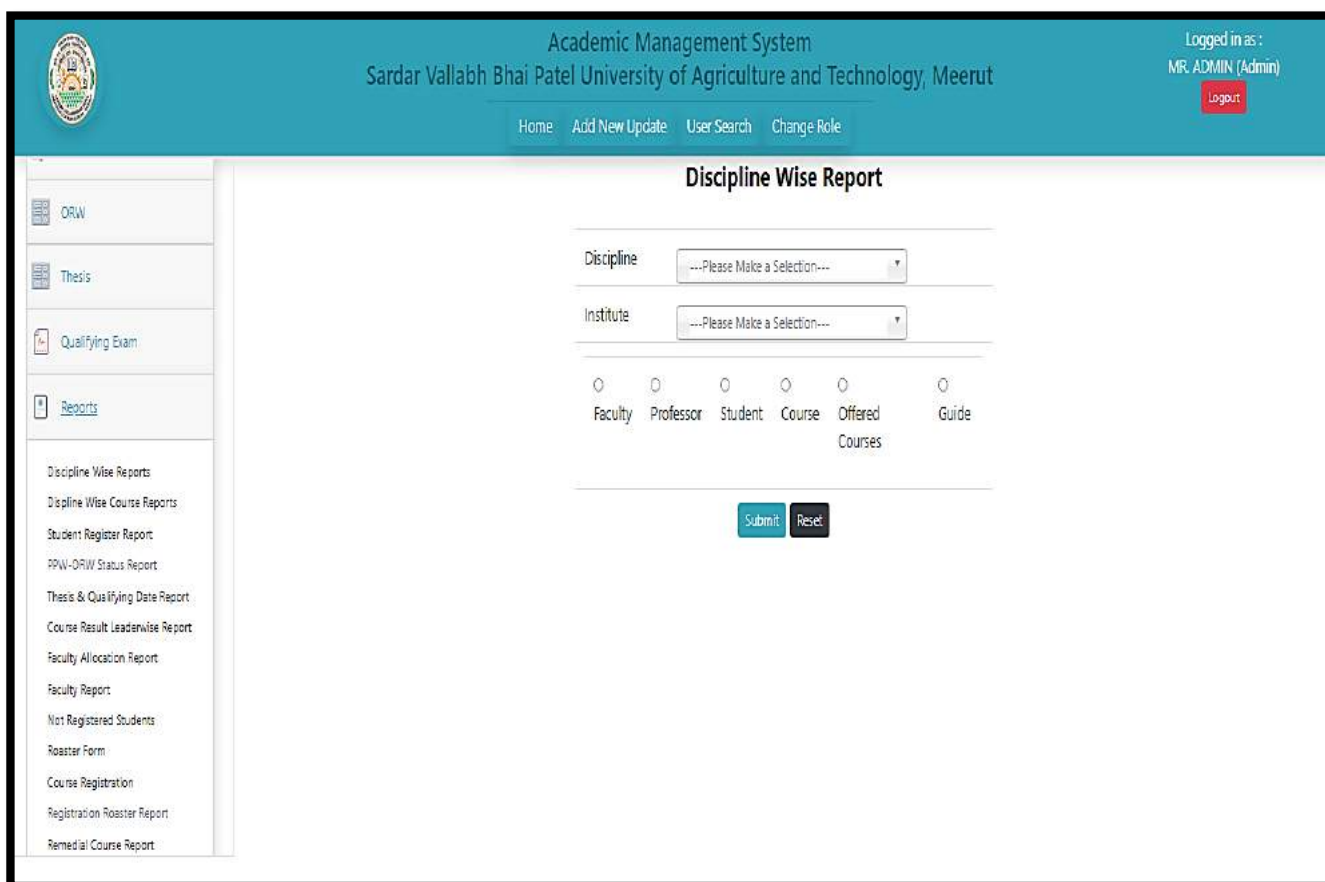 Academic Management System
Sardar Vallabh Bhai Patel University of Agriculture and Technology, Meerut
Home Add New Update User Search Change Role
Logged in as :
MR. ADMIN (Admin)
Logout
ORW
Thesis
Qualifying Exam
Reports
Discipline Wise Reports
Displine Wise Course Reports
Student Register Report
PPW-ORW Status Report
Thesis & Qualifying Date Report
Course Result Leaderwise Report
Faculty Allocation Report
Faculty Report
Not Registered Students
Roaster Form
Course Registration
Registration Roaster Report
Remedial Course Report
Discipline Wise Report
Discipline ---Please Make a Selection---
Institute ---Please Make a Selection---
Faculty Professor Student Course Offered Guide
Courses
Submit Reset